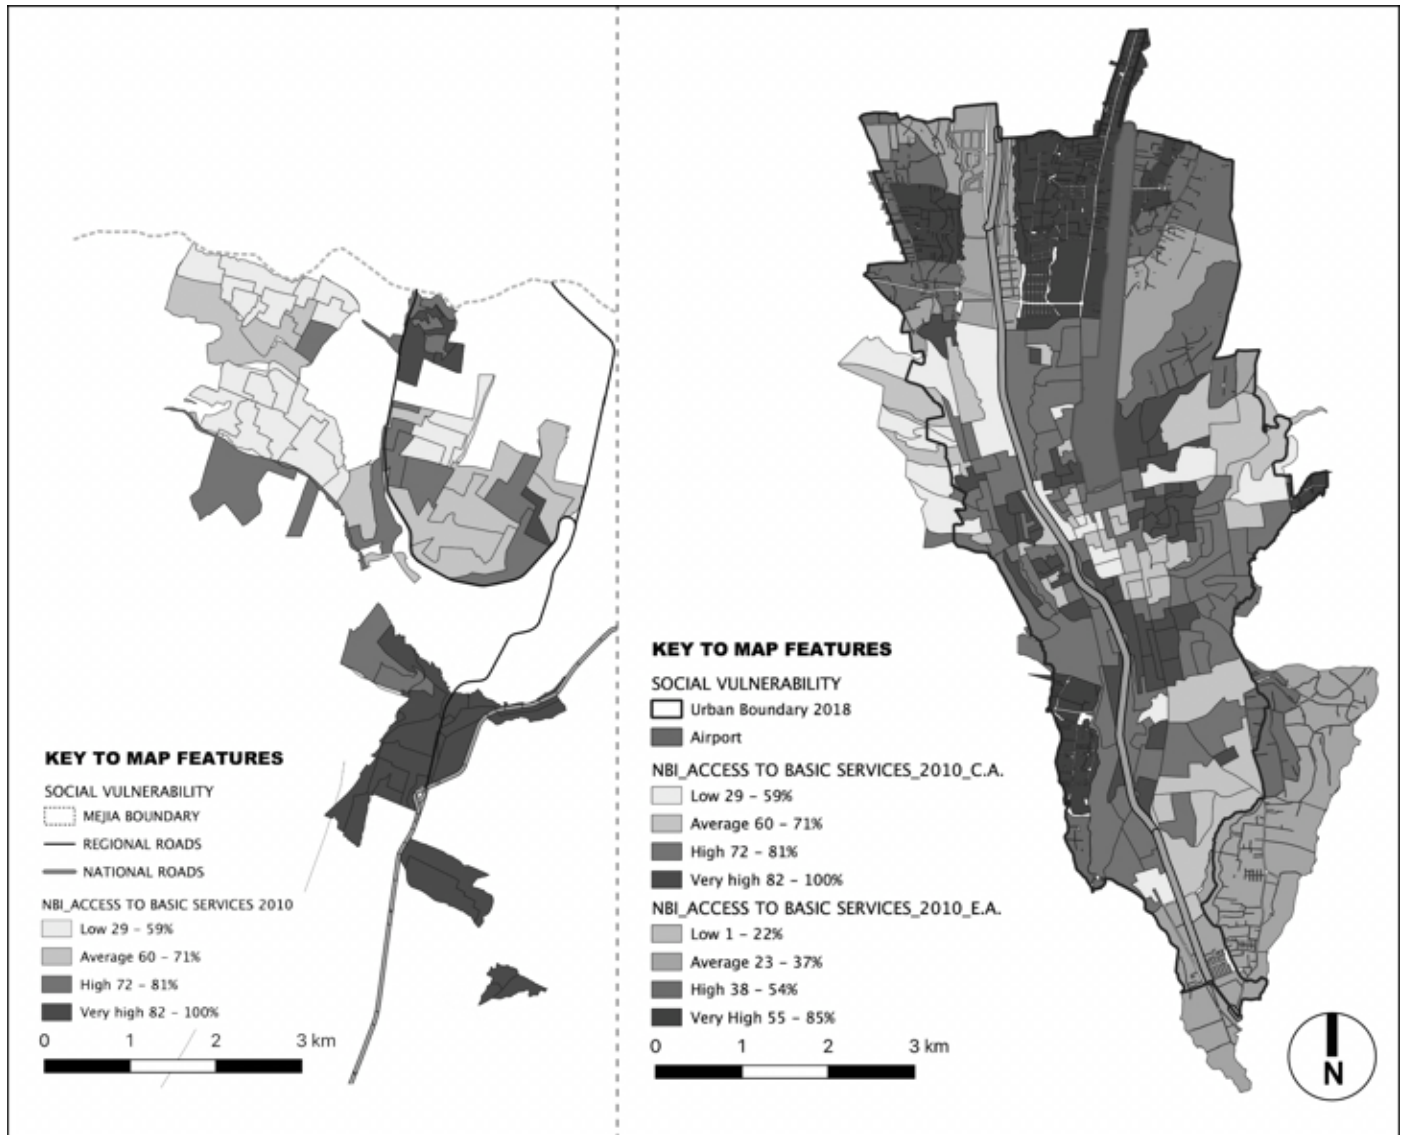 KEY TO MAP FEATURES
SOCIAL VULNERABILITY
MEJIA BOUNDARY
REGIONAL ROADS
NATIONAL ROADS
NBI_ACCESS TO BASIC SERVICES 2010
Low 29 – 59%
Average 60 – 71%
High 72 – 81%
Very high 82 – 100%
0 1 2 3 km
KEY TO MAP FEATURES
SOCIAL VULNERABILITY
Urban Boundary 2018
Airport
NBI_ACCESS TO BASIC SERVICES_2010_C.A.
Low 29 – 59%
Average 60 – 71%
High 72 – 81%
Very high 82 – 100%
NBI_ACCESS TO BASIC SERVICES_2010_E.A.
Low 1 – 22%
Average 23 – 37%
High 38 – 54%
Very High 55 – 85%
0 1 2 3 km
N